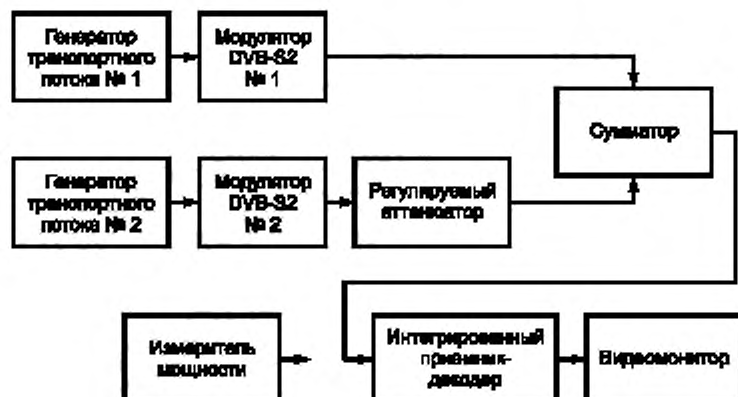 Генератор
транспортного
потока № 1
Модулятор
DVB-S2
№ 1
Сумматор
Генератор
транспортного
потока № 2
Модулятор
DVB-S2
№ 2
Регулируемый
аттенюатор
Измеритель
мощности
Интегрированный
приемник-
декодер
Видеомонитор